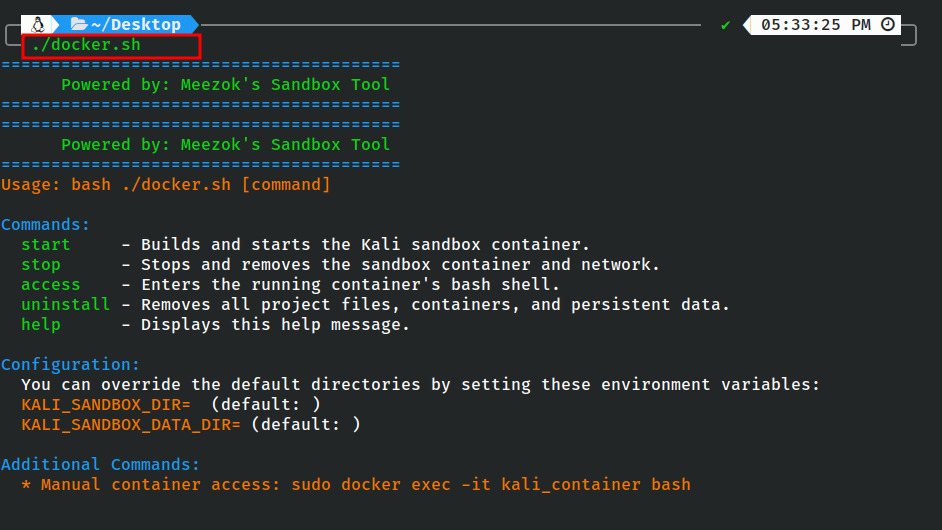 ~/Desktop ✔ 05:33:25 PM
./docker.sh
========================================
Powered by: Meezok's Sandbox Tool
========================================
========================================
Powered by: Meezok's Sandbox Tool
========================================
Usage: bash ./docker.sh [command]
Commands:
start - Builds and starts the Kali sandbox container.
stop - Stops and removes the sandbox container and network.
access - Enters the running container's bash shell.
uninstall - Removes all project files, containers, and persistent data.
help - Displays this help message.
Configuration:
You can override the default directories by setting these environment variables:
KALI_SANDBOX_DIR= (default: )
KALI_SANDBOX_DATA_DIR= (default: )
Additional Commands:
* Manual container access: sudo docker exec -it kali_container bash